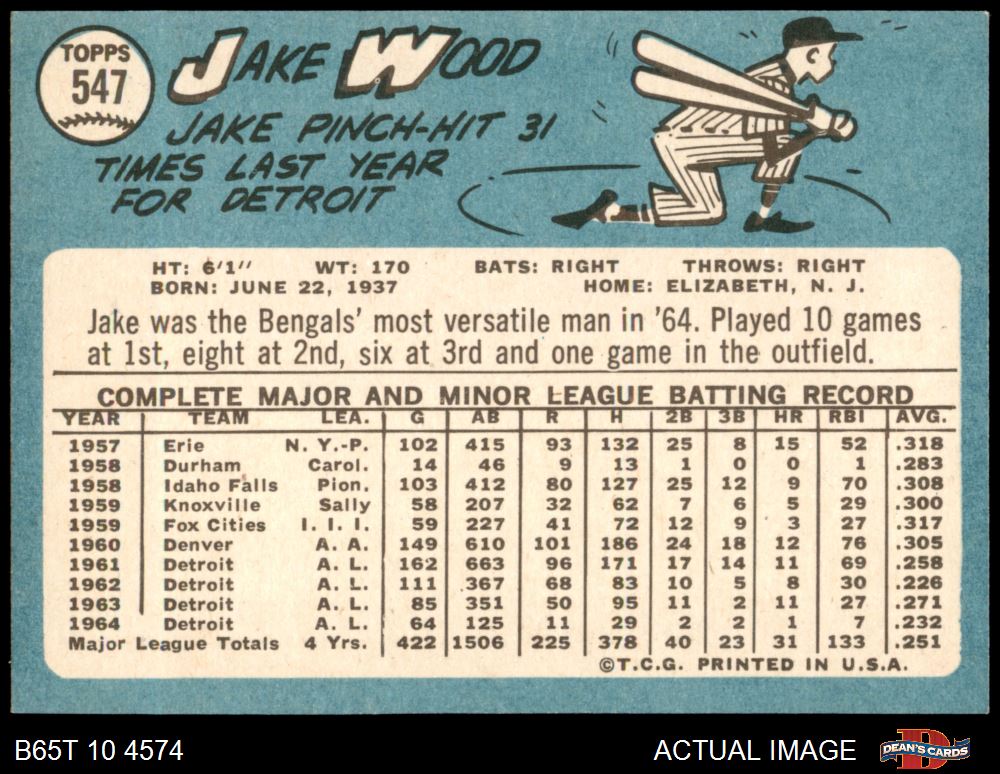 TOPPS
547
JAKE WOOD
JAKE PINCH-HIT 31
TIMES LAST YEAR
FOR DETROIT
HT: 6'1" WT: 170 BATS: RIGHT THROWS: RIGHT
BORN: JUNE 22, 1937 HOME: ELIZABETH, N. J.
Jake was the Bengals' most versatile man in '64. Played 10 games
at 1st, eight at 2nd, six at 3rd and one game in the outfield.
COMPLETE MAJOR AND MINOR LEAGUE BATTING RECORD
YEAR TEAM LEA. G AB R H 2B 3B HR RBI AVG.
1957 Erie N. Y.-P. 102 415 93 132 25 8 15 52 .318
1958 Durham Carol. 14 46 9 13 1 0 0 1 .283
1958 Idaho Falls Pion. 103 412 80 127 25 12 9 70 .308
1959 Knoxville Sally 58 207 32 62 7 6 5 29 .300
1959 Fox Cities I. I. I. 59 227 41 72 12 9 3 27 .317
1960 Denver A. A. 149 610 101 186 24 18 12 76 .305
1961 Detroit A. L. 162 663 96 171 17 14 11 69 .258
1962 Detroit A. L. 111 367 68 83 10 5 8 30 .226
1963 Detroit A. L. 85 351 50 95 11 2 11 27 .271
1964 Detroit A. L. 64 125 11 29 2 2 1 7 .232
Major League Totals 4 Yrs. 422 1506 225 378 40 23 31 133 .251
©T.C.G. PRINTED IN U.S.A.
B65T 10 4574 ACTUAL IMAGE DEAN'S CARDS